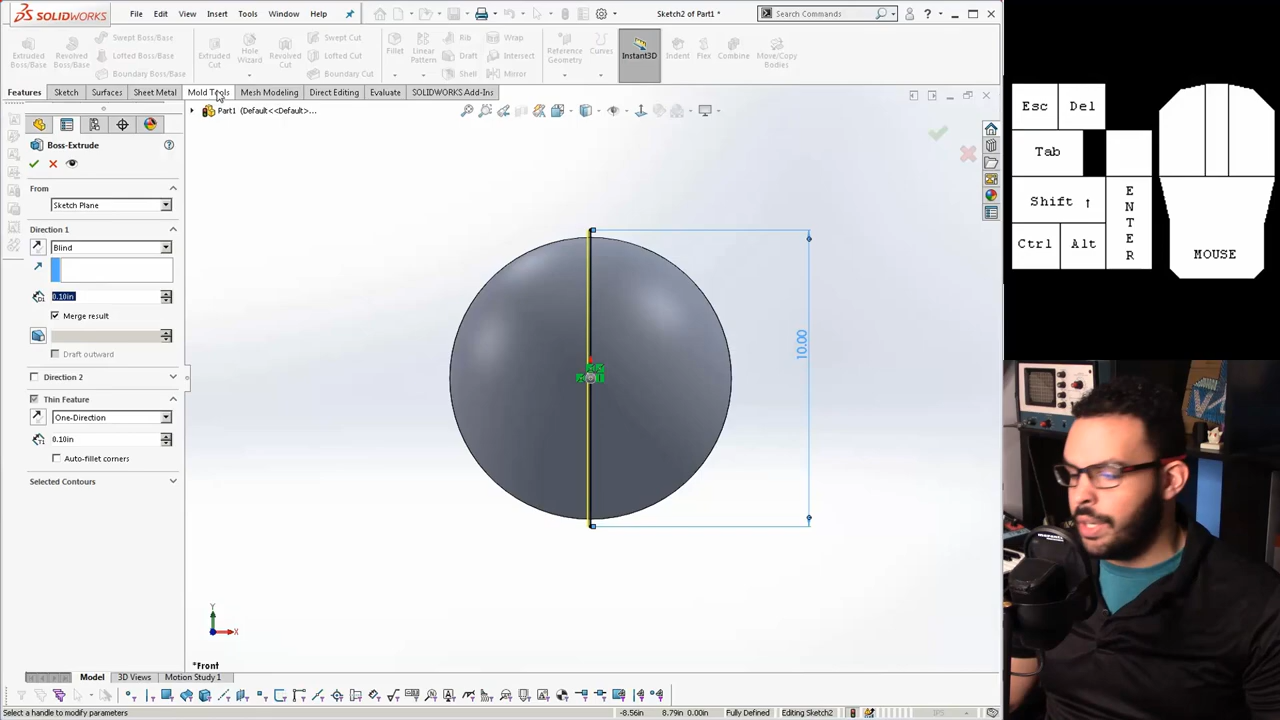 SOLIDWORKS File Edit View Insert Tools Window Help Sketch2 of Part1 Search Commands ?
Extruded Boss/Base
Revolved Boss/Base
Swept Boss/Base
Lofted Boss/Base
Boundary Boss/Base
Extruded Cut
Hole Wizard
Revolved Cut
Swept Cut
Lofted Cut
Boundary Cut
Fillet
Linear Pattern
Rib
Draft
Shell
Wrap
Intersect
Mirror
Reference Geometry
Curves
Instant3D
Indent
Flex
Combine
Move/Copy Bodies
Features Sketch Surfaces Sheet Metal Mold Tools Mesh Modeling Direct Editing Evaluate SOLIDWORKS Add-Ins
Part1 (Default<<Default>...
Boss-Extrude
From
Sketch Plane
Direction 1
Blind
0.10in
Merge result
Draft outward
Direction 2
Thin Feature
One-Direction
0.10in
Auto-fillet corners
Selected Contours
10.00
Y
X
*Front
Model 3D Views Motion Study 1
Select a handle to modify parameters -8.56in 8.79in 0.00in Fully Defined Editing Sketch2 IPS
Esc Del
Tab
Shift ↑
Ctrl Alt
E
N
T
E
R
MOUSE